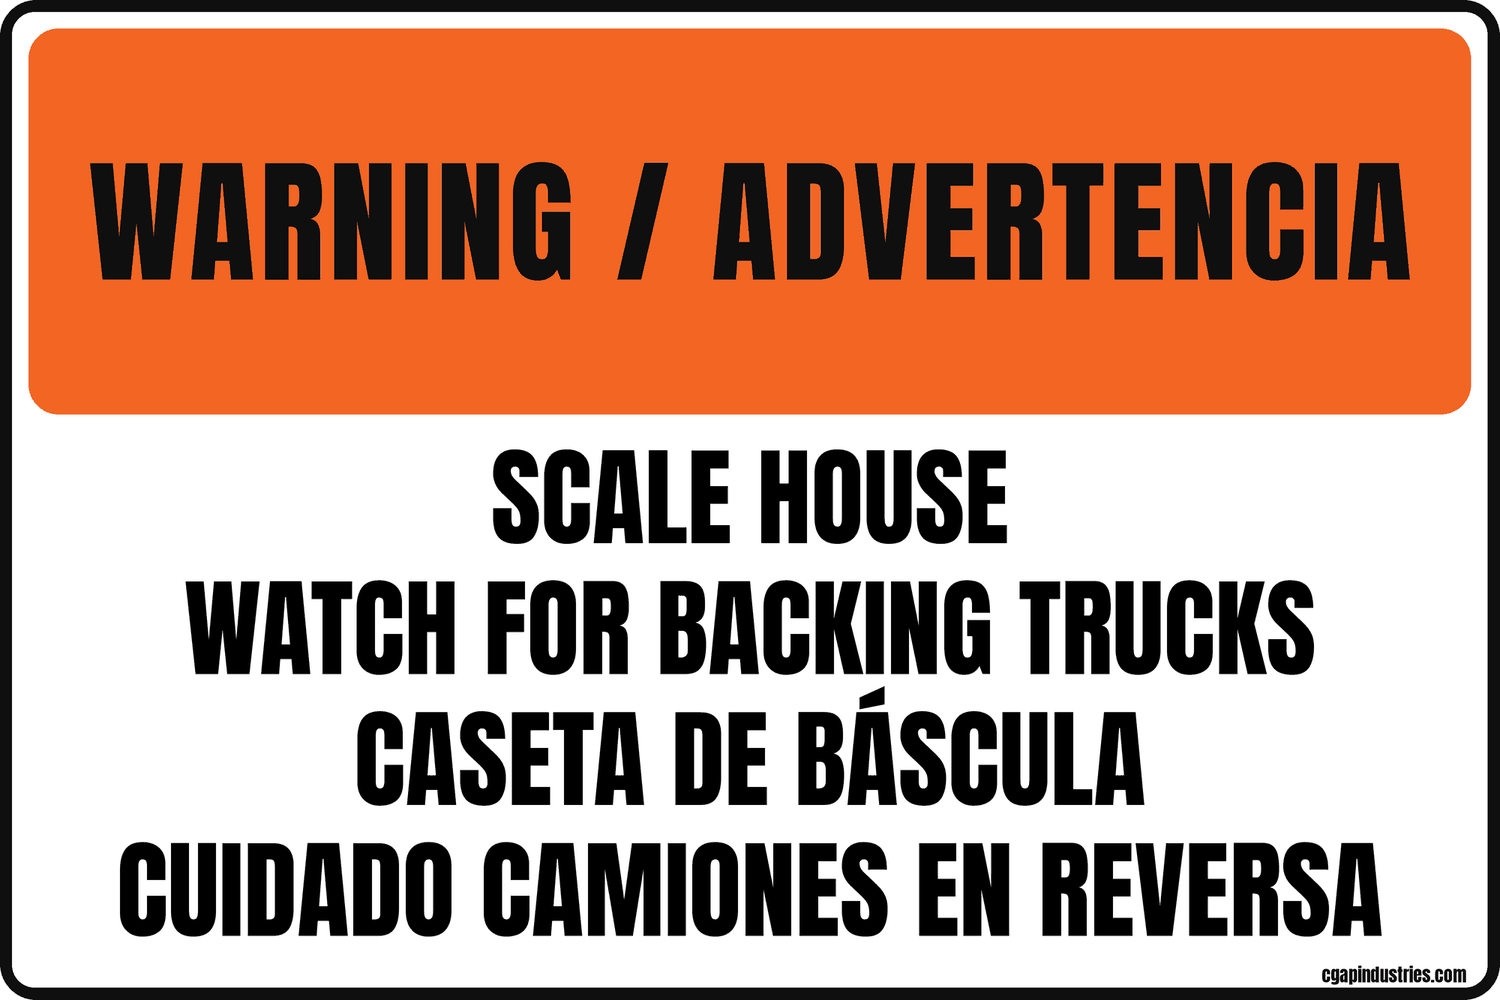 WARNING / ADVERTENCIA
SCALE HOUSE
WATCH FOR BACKING TRUCKS
CASETA DE BÁSCULA
CUIDADO CAMIONES EN REVERSA
cgapindustries.com